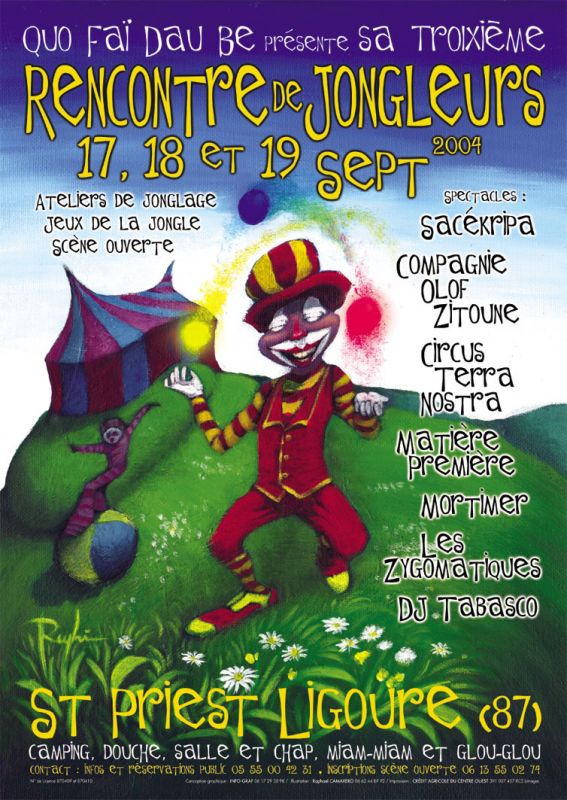 Quo Faï Dau Be présente sa troixième
Rencontre de Jongleurs
17, 18 et 19 Sept 2004
Ateliers de jonglage
Jeux de la jongle
Scène ouverte
Spectacles :
Sacékripa
Compagnie
Olof
Zitoune
Circus
Terra
Nostra
Matière
Première
Mortimer
Les
Zygomatiques
DJ Tabasco
St Priest Ligoure (87)
Camping, douche, salle et chap, miam-miam et glou-glou
Contact : infos et réservations public 05 55 00 42 31 . Inscriptions scène ouverte 06 13 55 02 74